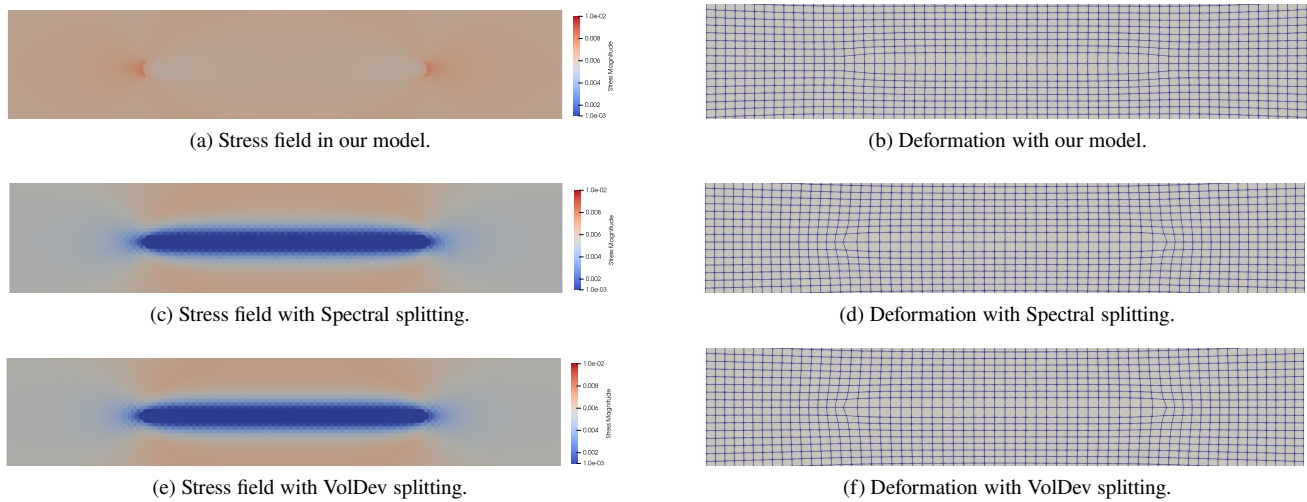 1.0e-02
0.008
0.006
0.004
0.002
1.0e-03
Stress Magnitude
(a) Stress field in our model.
(b) Deformation with our model.
1.0e-02
0.008
0.006
0.004
0.002
1.0e-03
Stress Magnitude
(c) Stress field with Spectral splitting.
(d) Deformation with Spectral splitting.
1.0e-02
0.008
0.006
0.004
0.002
1.0e-03
Stress Magnitude
(e) Stress field with VolDev splitting.
(f) Deformation with VolDev splitting.